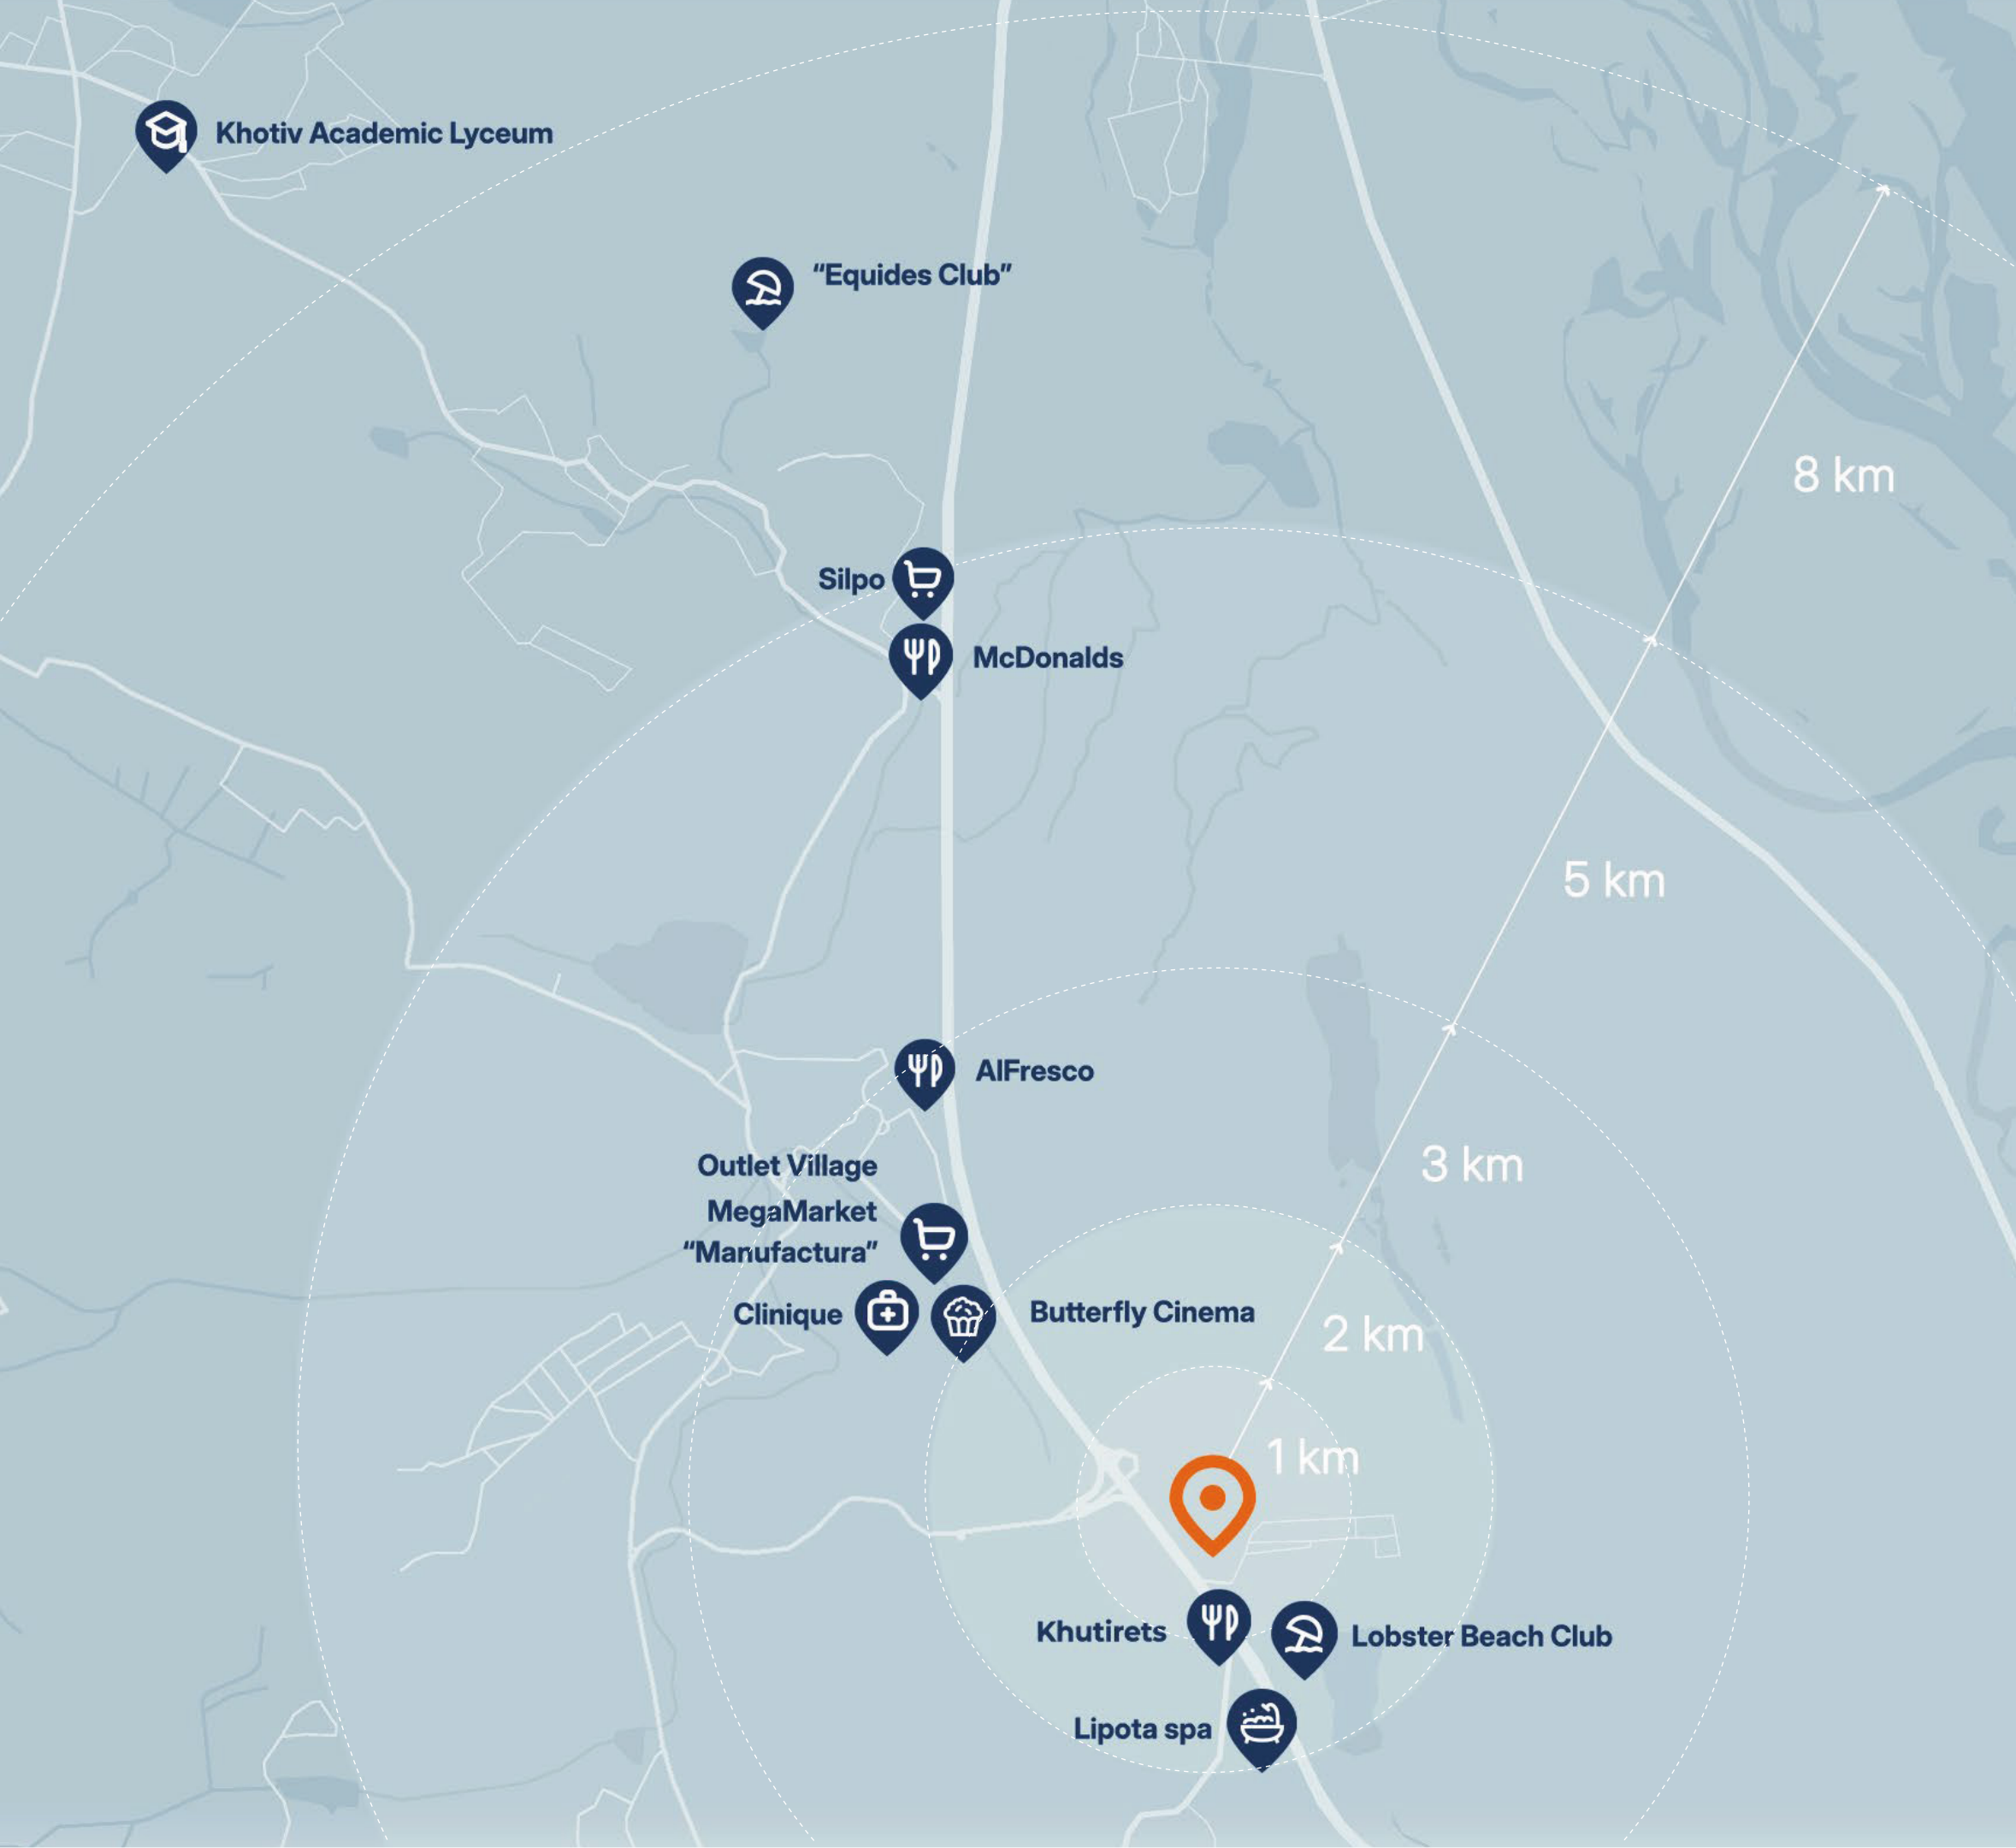 Khotiv Academic Lyceum
“Equides Club”
8 km
Silpo
McDonalds
5 km
AlFresco
Outlet Village
MegaMarket
“Manufactura”
3 km
Clinique
Butterfly Cinema
2 km
1 km
Khutirets
Lobster Beach Club
Lipota spa